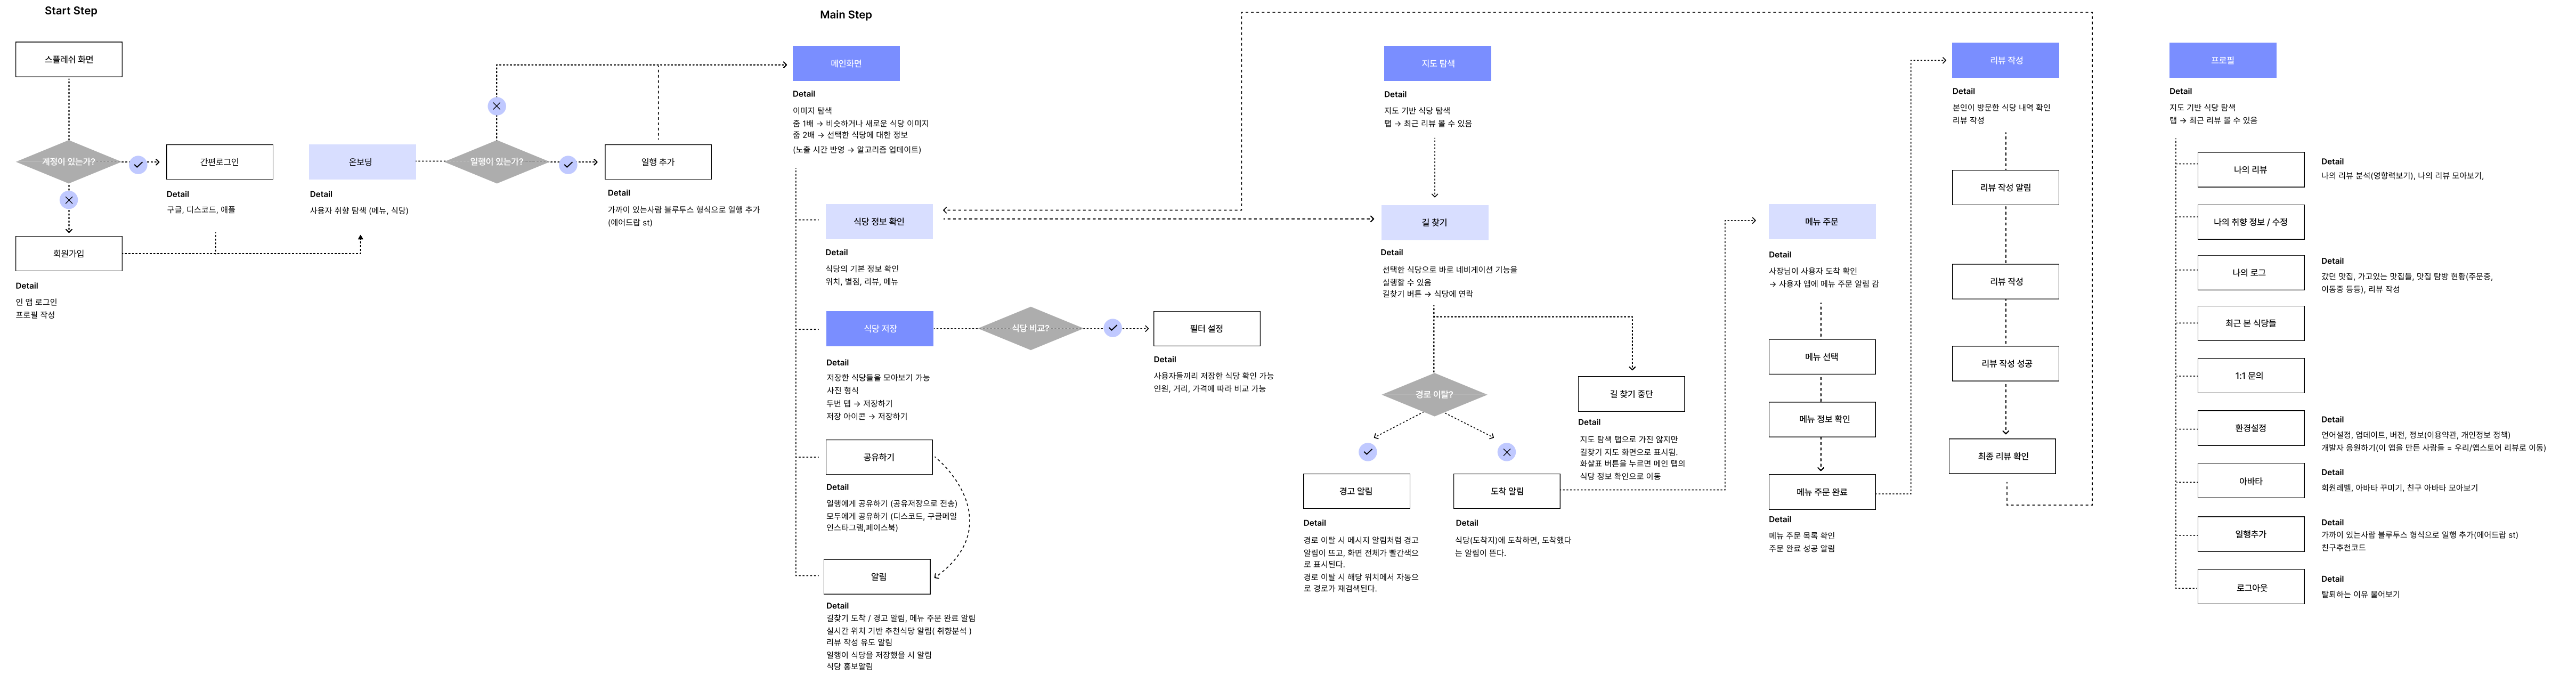 Start Step
스플레쉬 화면
계정이 있는가?
간편로그인
Detail
구글, 디스코드, 애플
회원가입
Detail
인 앱 로그인
프로필 작성
온보딩
Detail
사용자 취향 탐색 (메뉴, 식당)
일행이 있는가?
일행 추가
Detail
가까이 있는사람 블루투스 형식으로 일행 추가
(에어드랍 st)
Main Step
메인화면
Detail
이미지 탐색
줌 1배 → 비슷하거나 새로운 식당 이미지
줌 2배 → 선택한 식당에 대한 정보
(노출 시간 반영 → 알고리즘 업데이트)
식당 정보 확인
Detail
식당의 기본 정보 확인
위치, 별점, 리뷰, 메뉴
식당 저장
Detail
저장한 식당들을 모아보기 가능
사진 형식
두번 탭 → 저장하기
저장 아이콘 → 저장하기
식당 비교?
필터 설정
Detail
사용자들끼리 저장한 식당 확인 가능
인원, 거리, 가격에 따라 비교 가능
공유하기
Detail
일행에게 공유하기 (공유저장으로 전송)
모두에게 공유하기 (디스코드, 구글메일
인스타그램,페이스북)
알림
Detail
길찾기 도착 / 경고 알림, 메뉴 주문 완료 알림
실시간 위치 기반 추천식당 알림( 취향분석 )
리뷰 작성 유도 알림
일행이 식당을 저장했을 시 알림
식당 홍보알림
지도 탐색
Detail
지도 기반 식당 탐색
탭 → 최근 리뷰 볼 수 있음
길 찾기
Detail
선택한 식당으로 바로 네비게이션 기능을
실행할 수 있음
길찾기 버튼 → 식당에 연락
경로 이탈?
경고 알림
Detail
경로 이탈 시 메시지 알림처럼 경고
알림이 뜨고, 화면 전체가 빨간색으
로 표시된다.
경로 이탈 시 해당 위치에서 자동으
로 경로가 재검색된다.
도착 알림
Detail
식당(도착지)에 도착하면, 도착했다
는 알림이 뜬다.
길 찾기 중단
Detail
지도 탐색 탭으로 가진 않지만
길찾기 지도 화면으로 표시됨.
화살표 버튼을 누르면 메인 탭의
식당 정보 확인으로 이동
메뉴 주문
Detail
사장님이 사용자 도착 확인
→ 사용자 앱에 메뉴 주문 알림 감
메뉴 선택
메뉴 정보 확인
메뉴 주문 완료
Detail
메뉴 주문 목록 확인
주문 완료 성공 알림
리뷰 작성
Detail
본인이 방문한 식당 내역 확인
리뷰 작성
리뷰 작성 알림
리뷰 작성
리뷰 작성 성공
최종 리뷰 확인
프로필
Detail
지도 기반 식당 탐색
탭 → 최근 리뷰 볼 수 있음
나의 리뷰
Detail
나의 리뷰 분석(영향력보기), 나의 리뷰 모아보기,
나의 취향 정보 / 수정
나의 로그
Detail
갔던 맛집, 가고있는 맛집들, 맛집 탐방 현황(주문중,
이동중 등등), 리뷰 작성
최근 본 식당들
1:1 문의
환경설정
Detail
언어설정, 업데이트, 버전, 정보(이용약관, 개인정보 정책)
개발자 응원하기(이 앱을 만든 사람들 = 우리/앱스토어 리뷰로 이동)
아바타
Detail
회원레벨, 아바타 꾸미기, 친구 아바타 모아보기
일행추가
Detail
가까이 있는사람 블루투스 형식으로 일행 추가(에어드랍 st)
친구추천코드
로그아웃
Detail
탈퇴하는 이유 물어보기